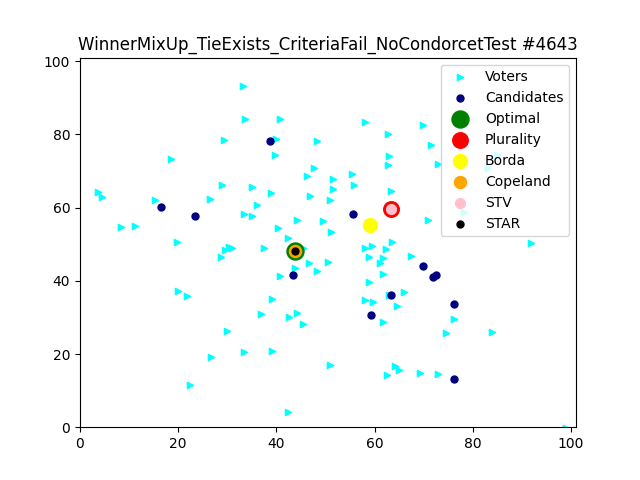 WinnerMixUp_TieExists_CriteriaFail_NoCondorcetTest #4643
Voters
Candidates
Optimal
Plurality
Borda
Copeland
STV
STAR
100
80
60
40
20
0
0 20 40 60 80 100